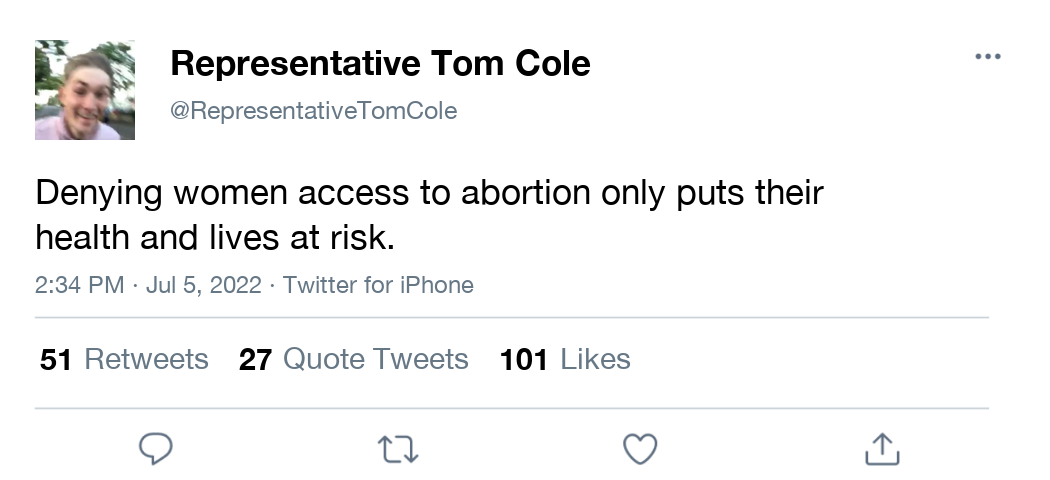 Representative Tom Cole
@RepresentativeTomCole
Denying women access to abortion only puts their
health and lives at risk.
2:34 PM · Jul 5, 2022 · Twitter for iPhone
51 Retweets 27 Quote Tweets 101 Likes